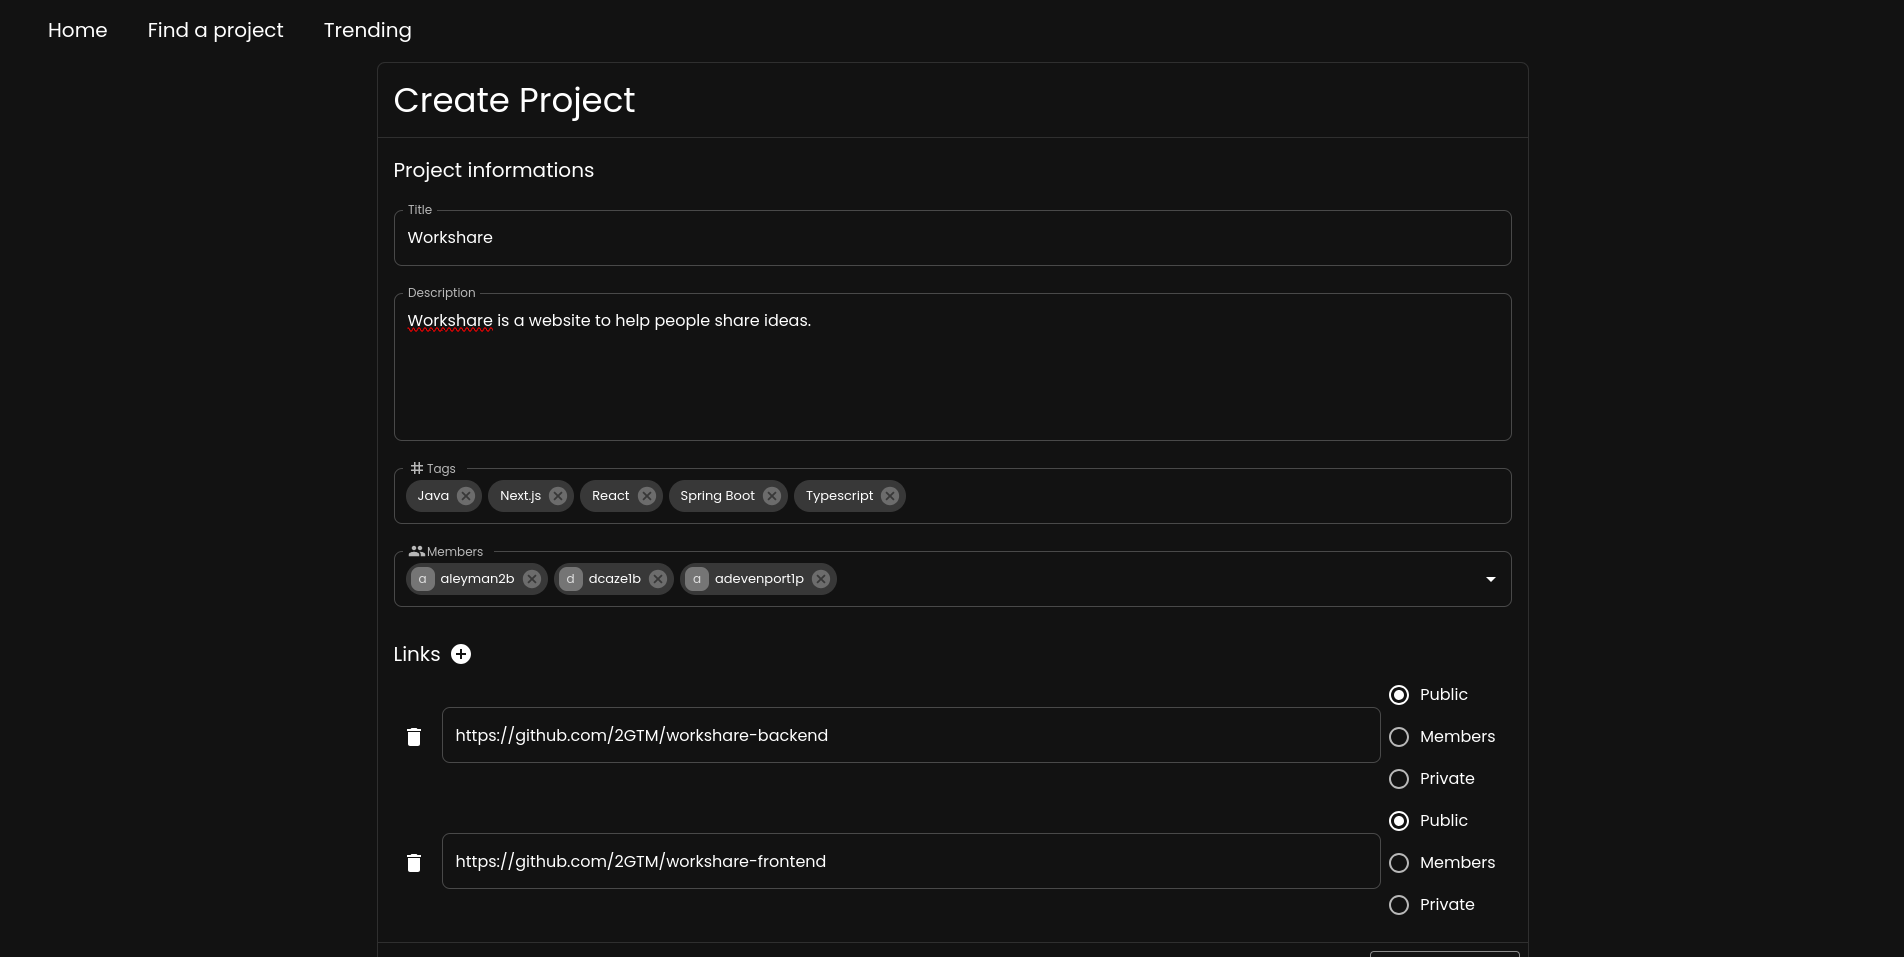 Home Find a project Trending
Create Project
Project informations
Title
Workshare
Description
Workshare is a website to help people share ideas.
Tags
Java Next.js React Spring Boot Typescript
Members
a aleyman2b d dcaze1b a adevenport1p
Links
Public
https://github.com/2GTM/workshare-backend
Members
Private
Public
https://github.com/2GTM/workshare-frontend
Members
Private